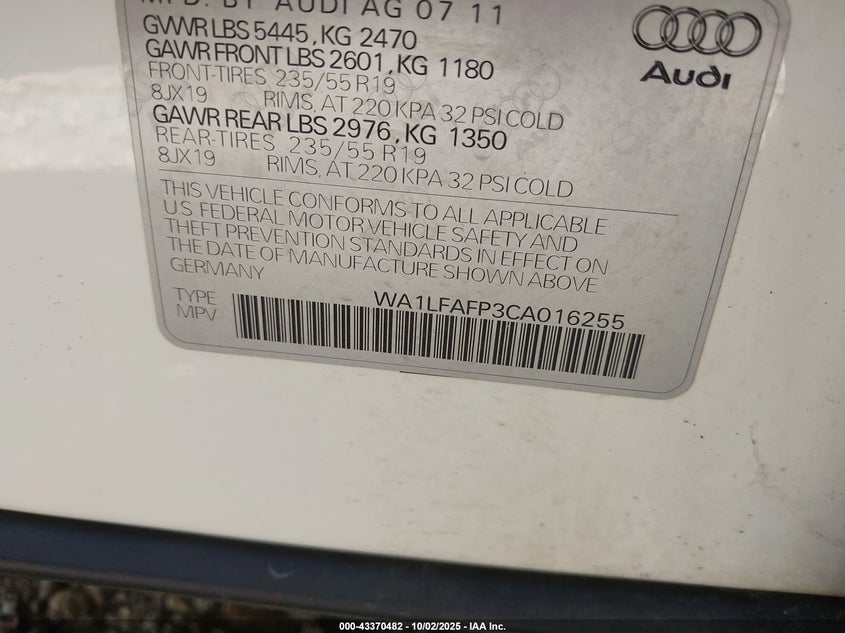 MFD. BY AUDI AG 07 11
GVWR LBS 5445, KG 2470
GAWR FRONT LBS 2601, KG 1180
FRONT-TIRES 235/55 R19
8JX19 RIMS, AT 220 KPA 32 PSI COLD
GAWR REAR LBS 2976, KG 1350
REAR-TIRES 235/55 R19
8JX19 RIMS, AT 220 KPA 32 PSI COLD
Audi
THIS VEHICLE CONFORMS TO ALL APPLICABLE
U.S. FEDERAL MOTOR VEHICLE SAFETY AND
THEFT PREVENTION STANDARDS IN EFFECT ON
THE DATE OF MANUFACTURE SHOWN ABOVE
GERMANY
TYPE WA1LFAFP3CA016255
MPV
000-43370482 - 10/02/2025 - IAA Inc.